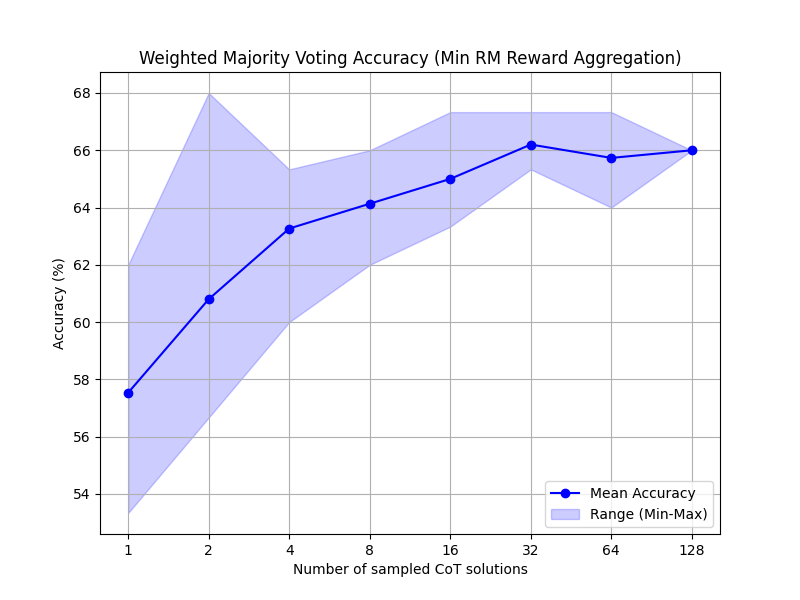 Weighted Majority Voting Accuracy (Min RM Reward Aggregation)
68
66
64
62
60
58
56
54
Accuracy (%)
Mean Accuracy
Range (Min-Max)
1 2 4 8 16 32 64 128
Number of sampled CoT solutions